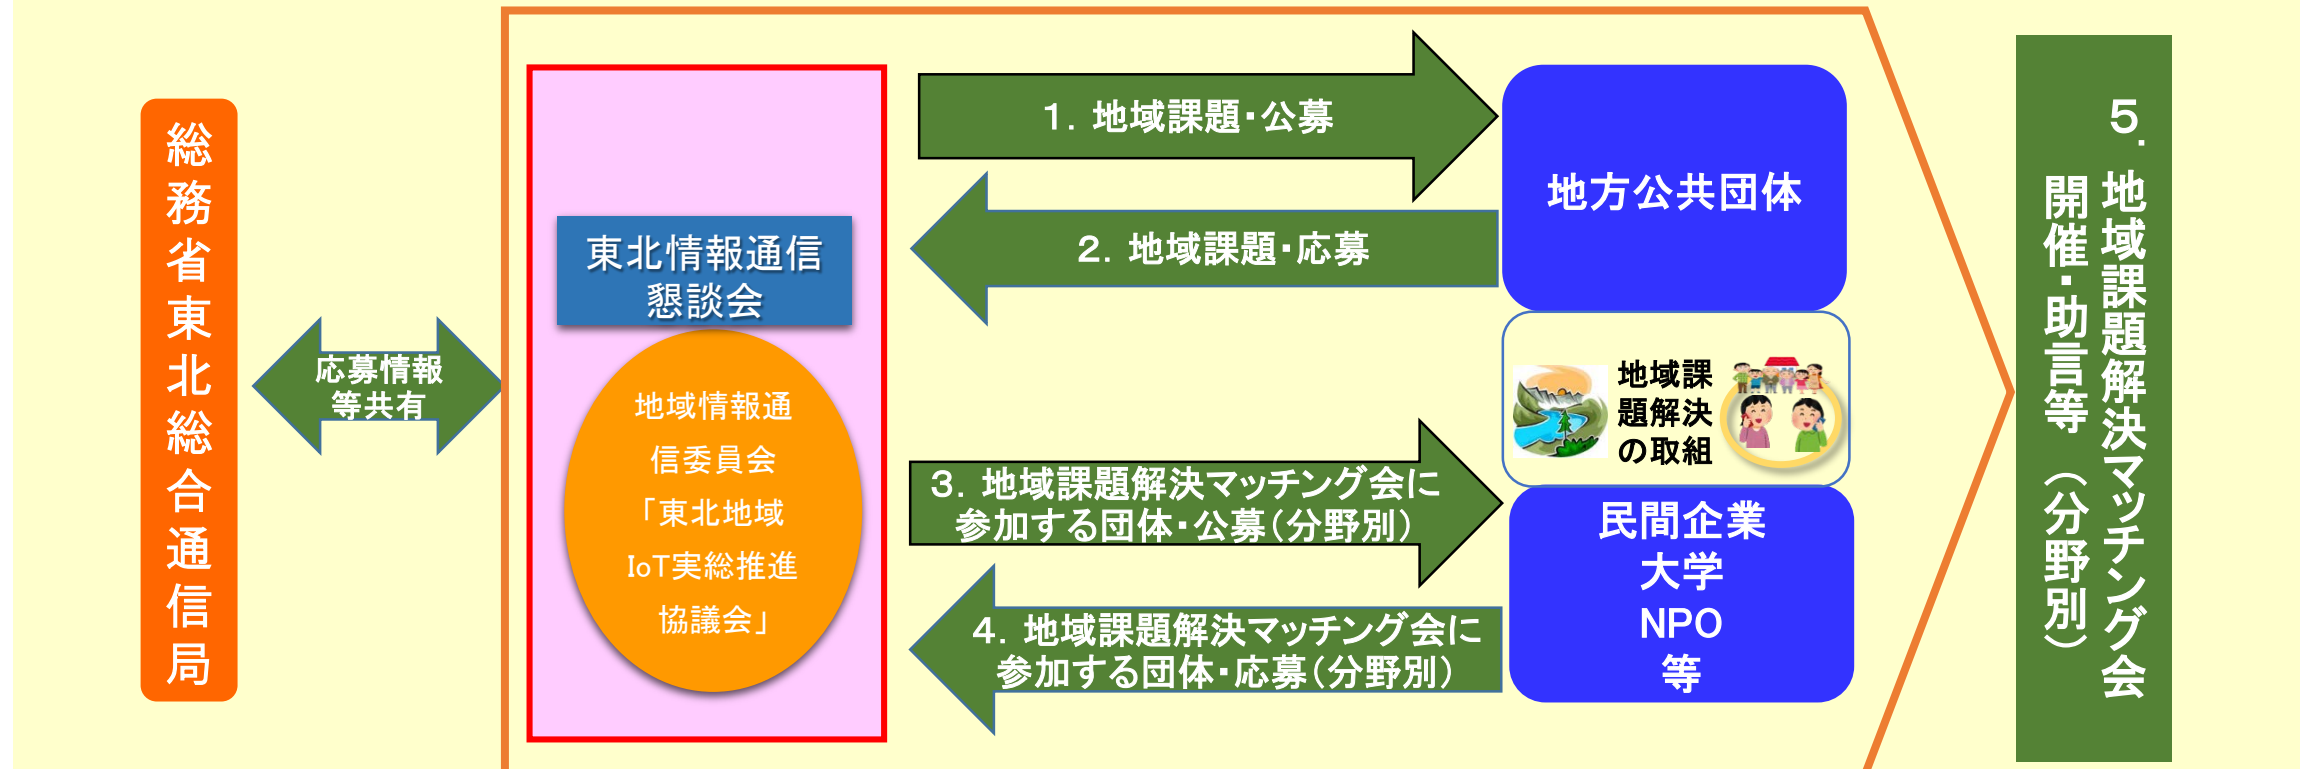 総務省東北総合通信局
応募情報
等共有
東北情報通信
懇談会
地域情報通
信委員会
「東北地域
IoT実総推進
協議会」
１．地域課題・公募
２．地域課題・応募
３．地域課題解決マッチング会に
参加する団体・公募（分野別）
４．地域課題解決マッチング会に
参加する団体・応募（分野別）
地方公共団体
地域課
題解決
の取組
民間企業
大学
NPO
等
５．地域課題解決マッチング会
開催・助言等（分野別）